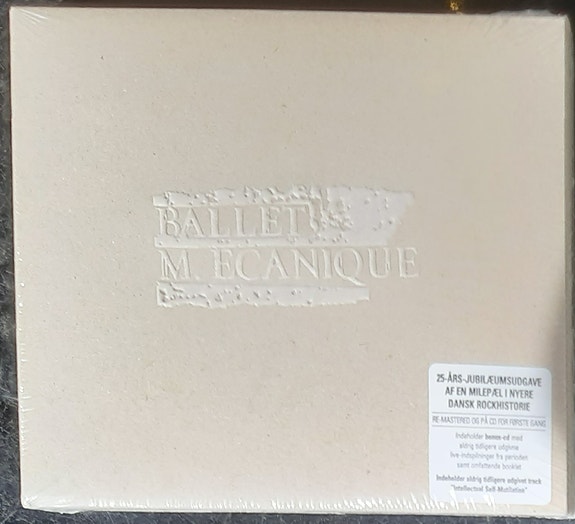 BALLET
M. ECANIQUE
25-ÅRS-JUBILÆUMSUDGAVE
AF EN MILEPÆL I NYERE
DANSK ROCKHISTORIE
RE-MASTERED OG PÅ CD FOR FØRSTE GANG
Indeholder bonus-cd med
aldrig tidligere udgivne
live-indspilninger fra perioden
samt omfattende booklet
Indeholder aldrig tidligere udgivet track
"Intellectual Self-Mutilation"